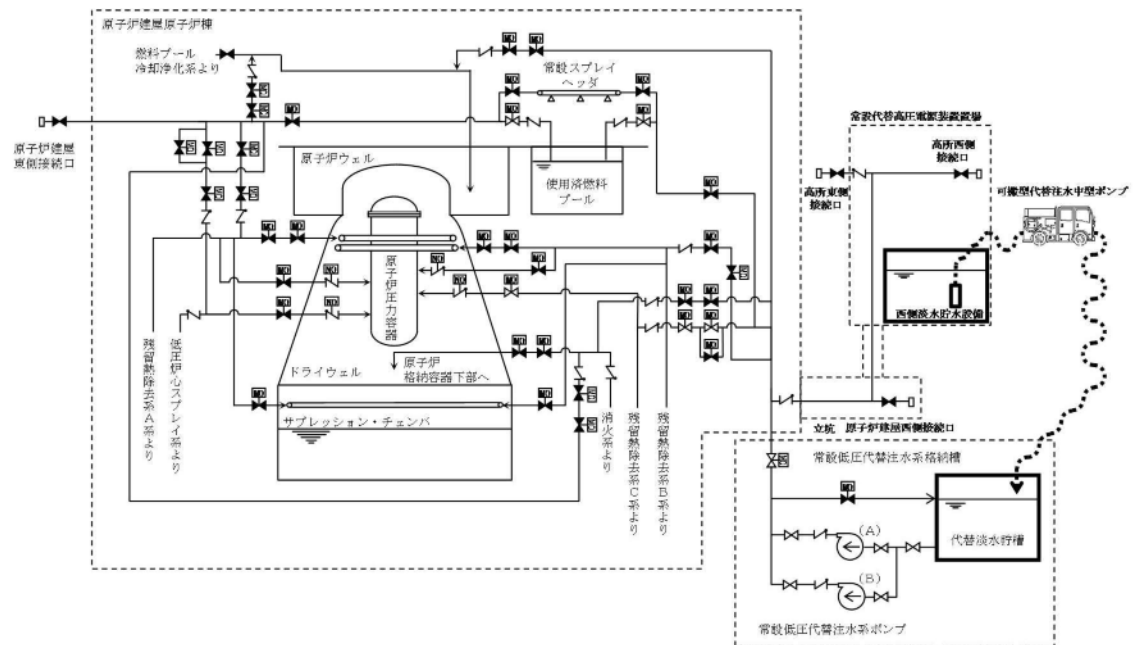 原子炉建屋原子炉棟
燃料プール
冷却浄化系より
常設スプレイ
ヘッダ
原子炉建屋
東側接続口
原子炉ウェル
使用済燃料
プール
常設代替高圧電源装置置場
高所西側
接続口
高所東側
接続口
可搬型代替注水中型ポンプ
西側淡水貯水設備
原子炉圧力容器
ドライウェル
原子炉
格納容器下部へ
サプレッション・チェンバ
残留熱除去系A系より
低圧炉心スプレイ系より
消火系より
残留熱除去系C系より
残留熱除去系B系より
立坑
原子炉建屋西側接続口
常設低圧代替注水系格納槽
代替淡水貯槽
(A)
(B)
常設低圧代替注水系ポンプ